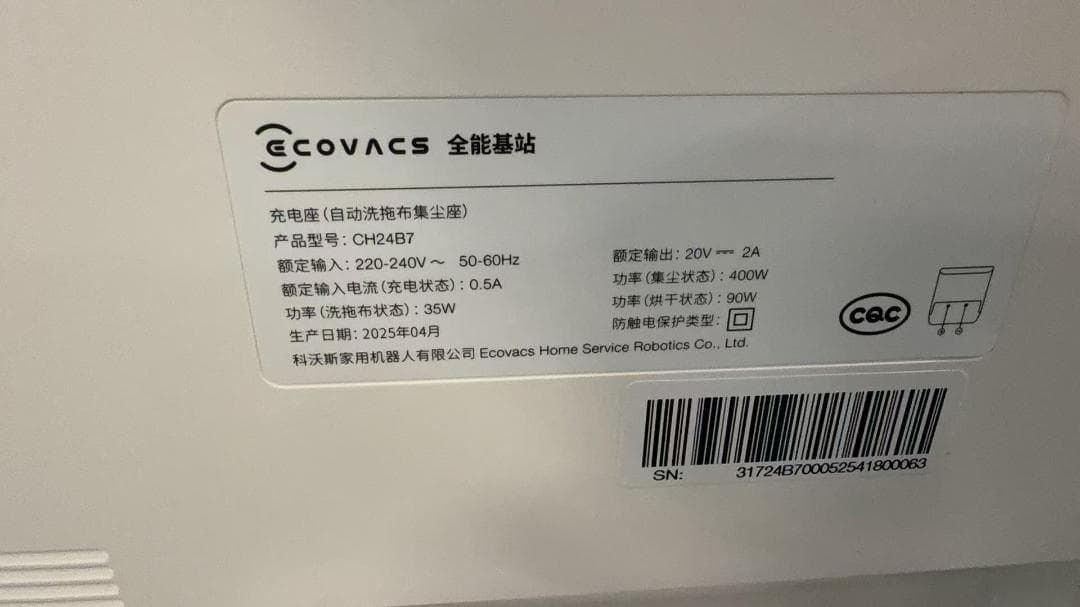 ECOVACS 全能基站
充电座(自动洗拖布集尘座)
产品型号: CH24B7
额定输入: 220-240V～ 50-60Hz
额定输入电流(充电状态): 0.5A
功率(洗拖布状态): 35W
生产日期: 2025年04月
额定输出: 20V⎓ 2A
功率(集尘状态): 400W
功率(烘干状态): 90W
防触电保护类型:
科沃斯家用机器人有限公司 Ecovacs Home Service Robotics Co., Ltd.
CQC
SN: 31724B700052541800063